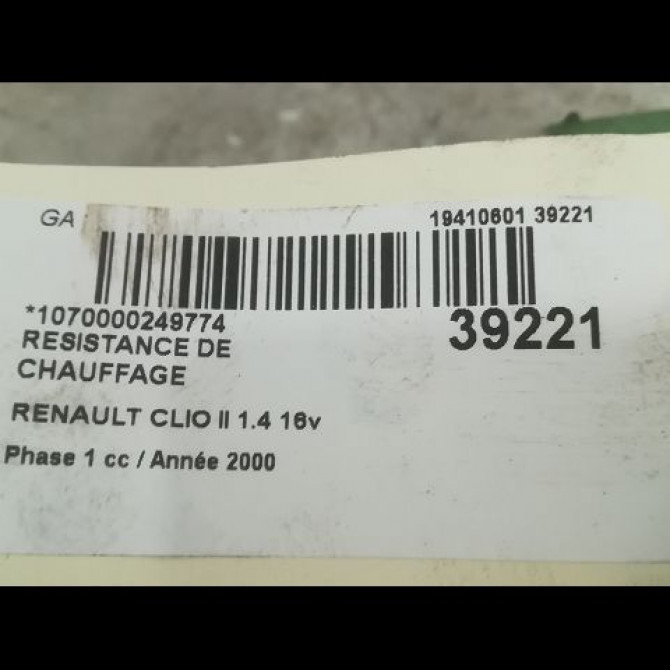 GA
19410601 39221
*1070000249774
39221
RESISTANCE DE
CHAUFFAGE
RENAULT CLIO II 1.4 16v
Phase 1 cc / Année 2000